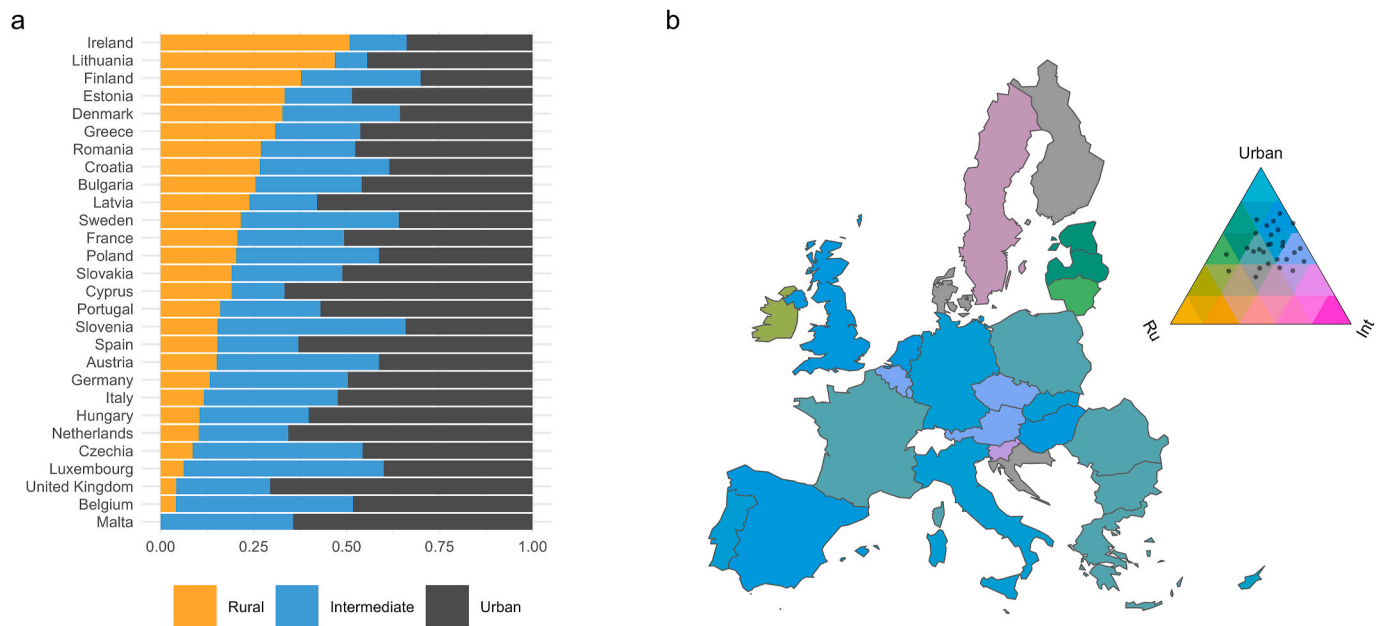 a
Ireland
Lithuania
Finland
Estonia
Denmark
Greece
Romania
Croatia
Bulgaria
Latvia
Sweden
France
Poland
Slovakia
Cyprus
Portugal
Slovenia
Spain
Austria
Germany
Italy
Hungary
Netherlands
Czechia
Luxembourg
United Kingdom
Belgium
Malta
0.00 0.25 0.50 0.75 1.00
Rural Intermediate Urban
b
Urban
Ru
Int